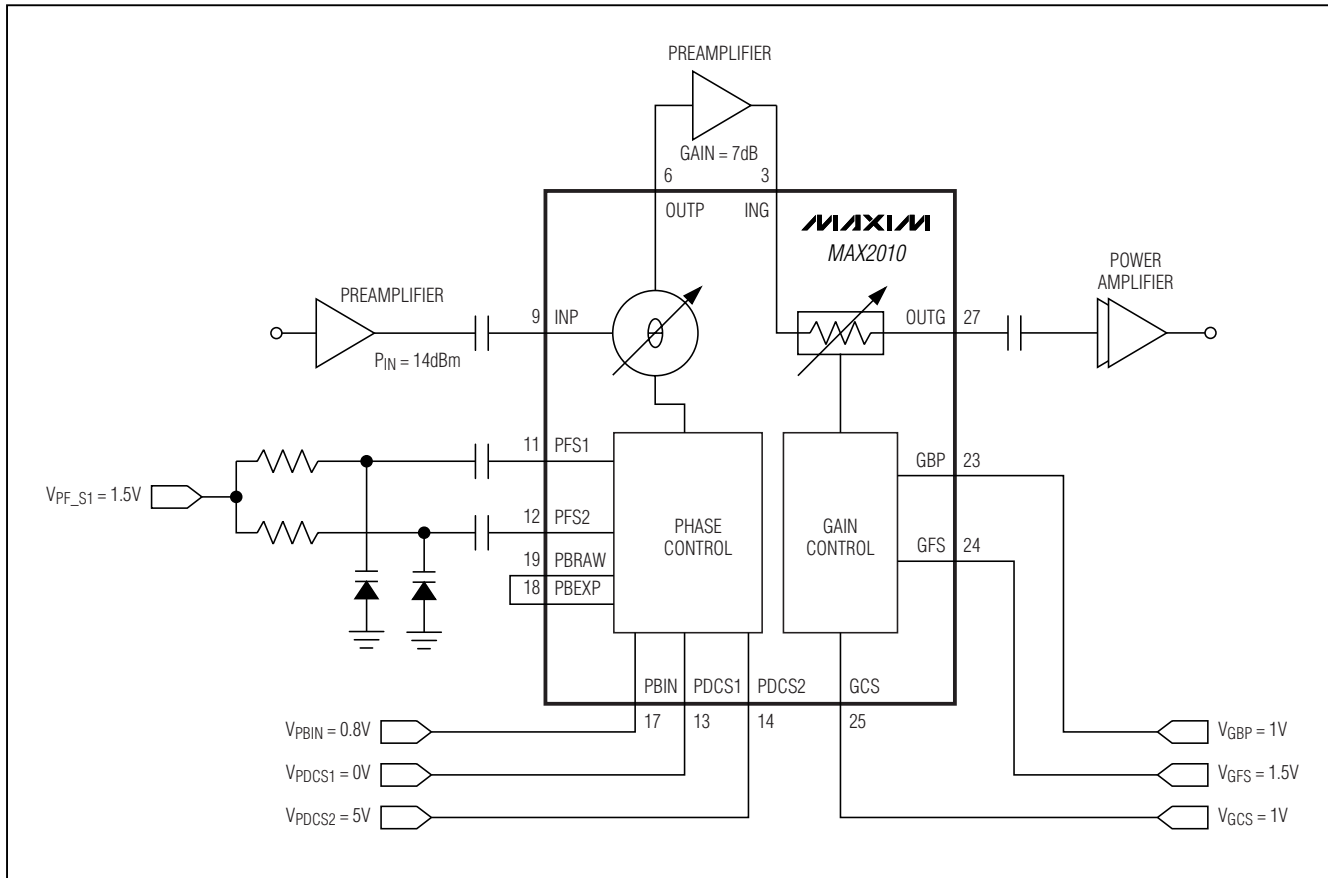 PREAMPLIFIER
GAIN = 7dB
6
3
OUTP
ING
MAXIM
MAX2010
PREAMPLIFIER
P_IN = 14dBm
9
INP
OUTG
27
POWER
AMPLIFIER
11
PFS1
V_PF_S1 = 1.5V
12
PFS2
19
PBRAW
18
PBEXP
PHASE
CONTROL
GAIN
CONTROL
GBP
23
GFS
24
PBIN
PDCS1
PDCS2
GCS
17
13
14
25
V_PBIN = 0.8V
V_PDCS1 = 0V
V_PDCS2 = 5V
V_GBP = 1V
V_GFS = 1.5V
V_GCS = 1V